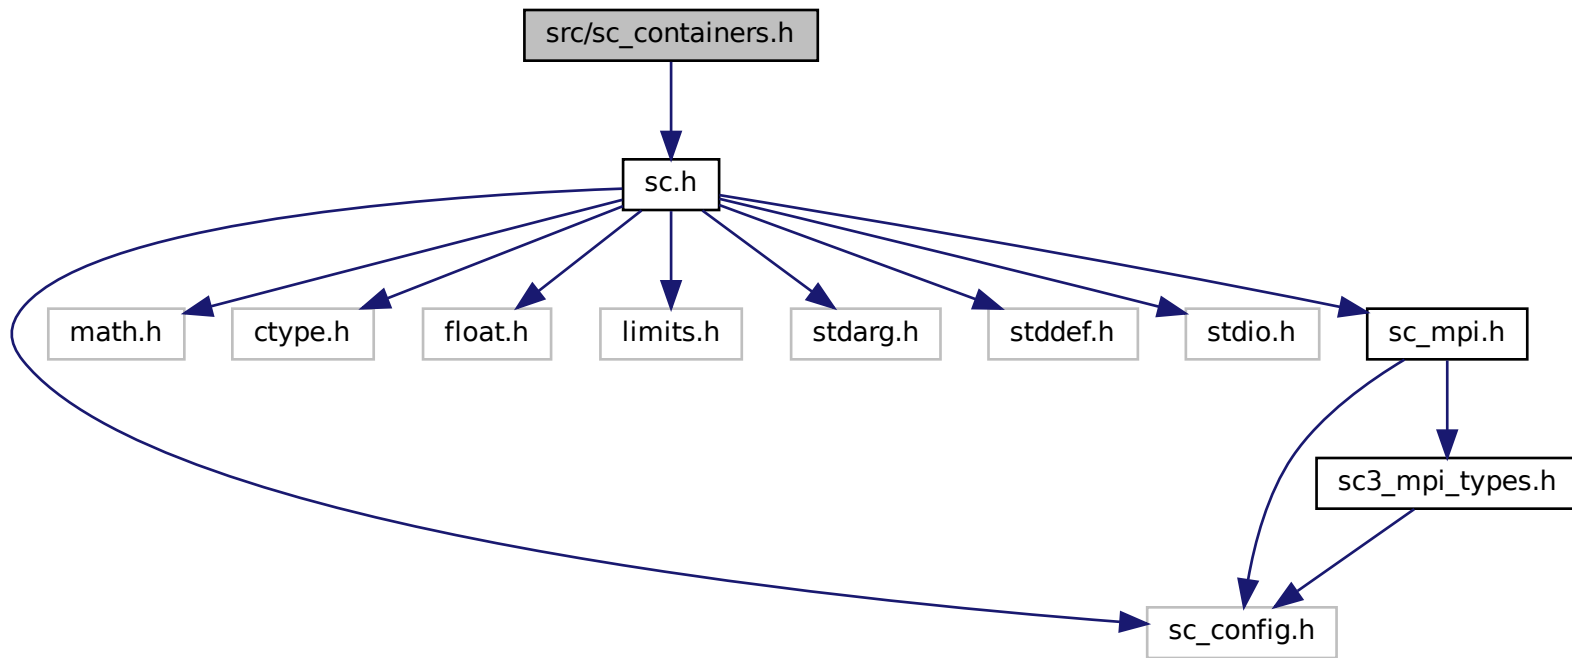 src/sc_containers.h
sc.h
math.h
ctype.h
float.h
limits.h
stdarg.h
stddef.h
stdio.h
sc_mpi.h
sc3_mpi_types.h
sc_config.h